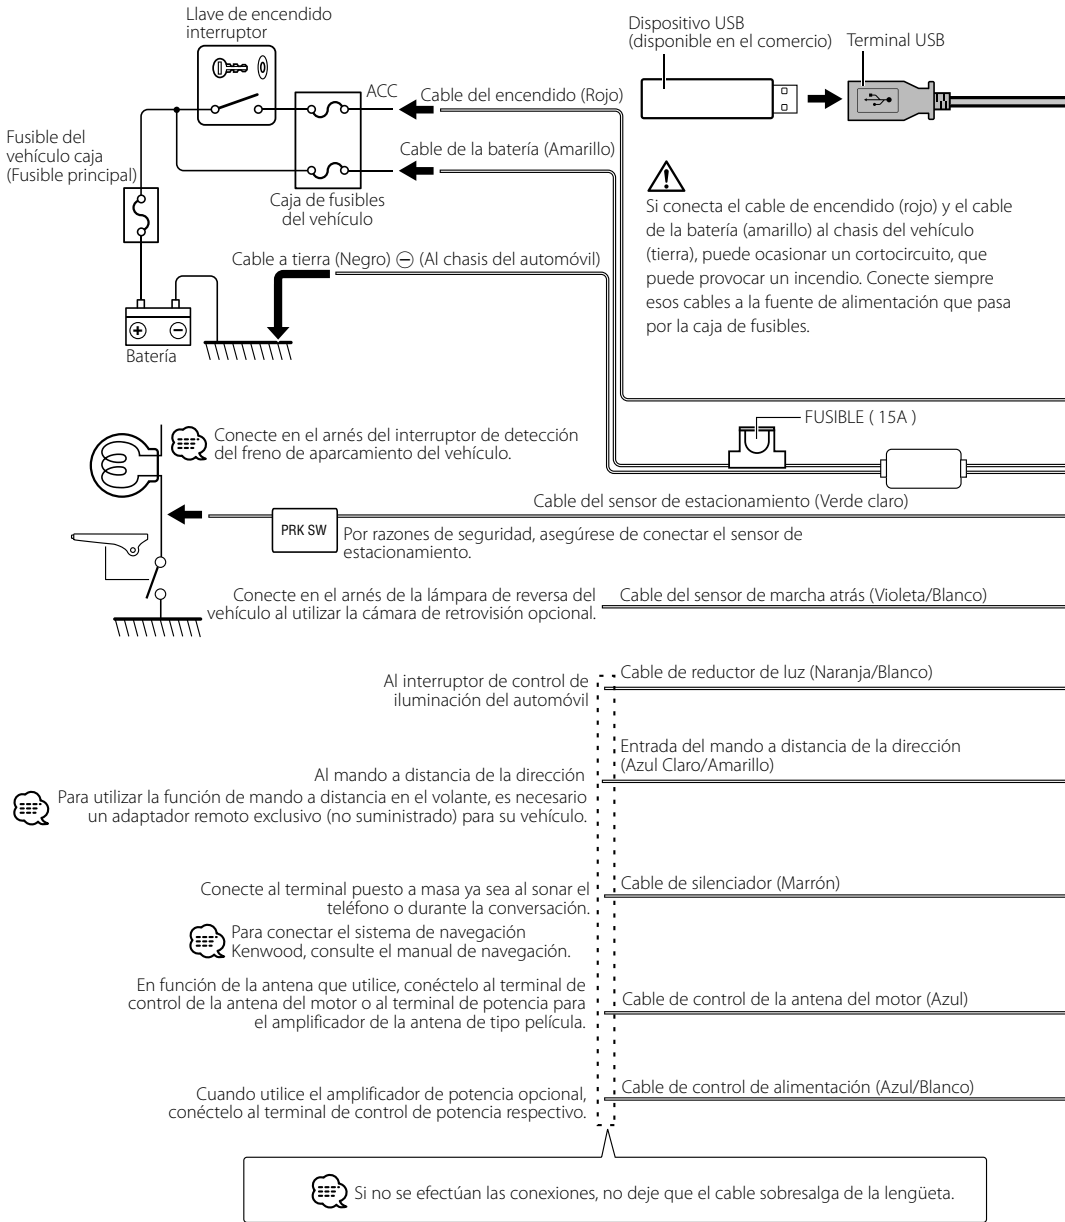 Llave de encendido
interruptor
Dispositivo USB
(disponible en el comercio)
Terminal USB
ACC
Cable del encendido (Rojo)
Fusible del
vehículo caja
(Fusible principal)
Cable de la batería (Amarillo)
Caja de fusibles
del vehículo
Si conecta el cable de encendido (rojo) y el cable
de la batería (amarillo) al chasis del vehículo
(tierra), puede ocasionar un cortocircuito, que
puede provocar un incendio. Conecte siempre
esos cables a la fuente de alimentación que pasa
por la caja de fusibles.
Cable a tierra (Negro) ⊖ (Al chasis del automóvil)
Batería
FUSIBLE ( 15A )
Conecte en el arnés del interruptor de detección
del freno de aparcamiento del vehículo.
Cable del sensor de estacionamiento (Verde claro)
PRK SW
Por razones de seguridad, asegúrese de conectar el sensor de
estacionamiento.
Conecte en el arnés de la lámpara de reversa del
vehículo al utilizar la cámara de retrovisión opcional.
Cable del sensor de marcha atrás (Violeta/Blanco)
Al interruptor de control de
iluminación del automóvil
Cable de reductor de luz (Naranja/Blanco)
Entrada del mando a distancia de la dirección
(Azul Claro/Amarillo)
Al mando a distancia de la dirección
Para utilizar la función de mando a distancia en el volante, es necesario
un adaptador remoto exclusivo (no suministrado) para su vehículo.
Conecte al terminal puesto a masa ya sea al sonar el
teléfono o durante la conversación.
Cable de silenciador (Marrón)
Para conectar el sistema de navegación
Kenwood, consulte el manual de navegación.
En función de la antena que utilice, conéctelo al terminal de
control de la antena del motor o al terminal de potencia para
el amplificador de la antena de tipo película.
Cable de control de la antena del motor (Azul)
Cuando utilice el amplificador de potencia opcional,
conéctelo al terminal de control de potencia respectivo.
Cable de control de alimentación (Azul/Blanco)
Si no se efectúan las conexiones, no deje que el cable sobresalga de la lengüeta.